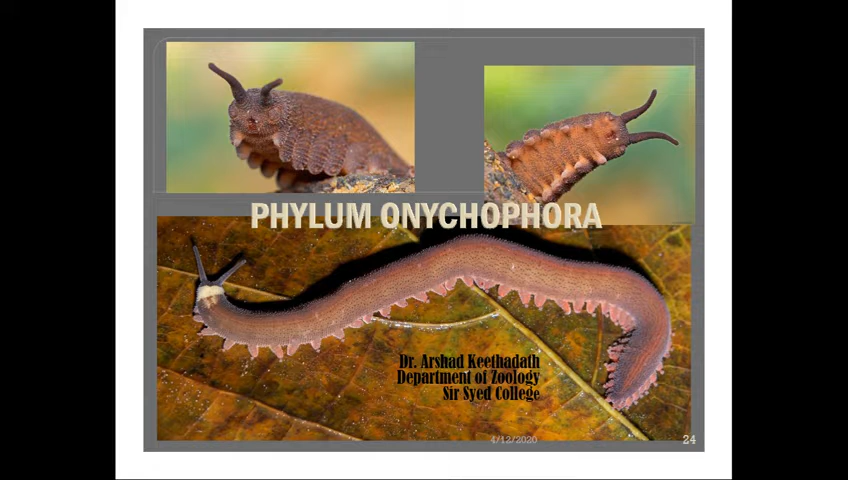 PHYLUM ONYCHOPHORA
Dr. Arshad Keethadath
Department of Zoology
Sir Syed College
4/12/2020
24